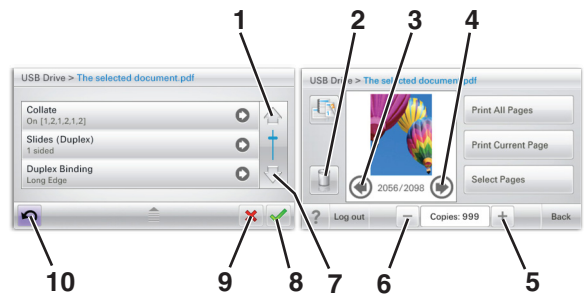 1
2
3
4
USB Drive > The selected document.pdf
Collate
On [1,2,1,2,1,2]
Slides (Duplex)
1 sided
Duplex Binding
Long Edge
USB Drive > The selected document.pdf
Print All Pages
Print Current Page
Select Pages
2056/2098
? Log out
Copies: 999
Back
10
9
8
7
6
5